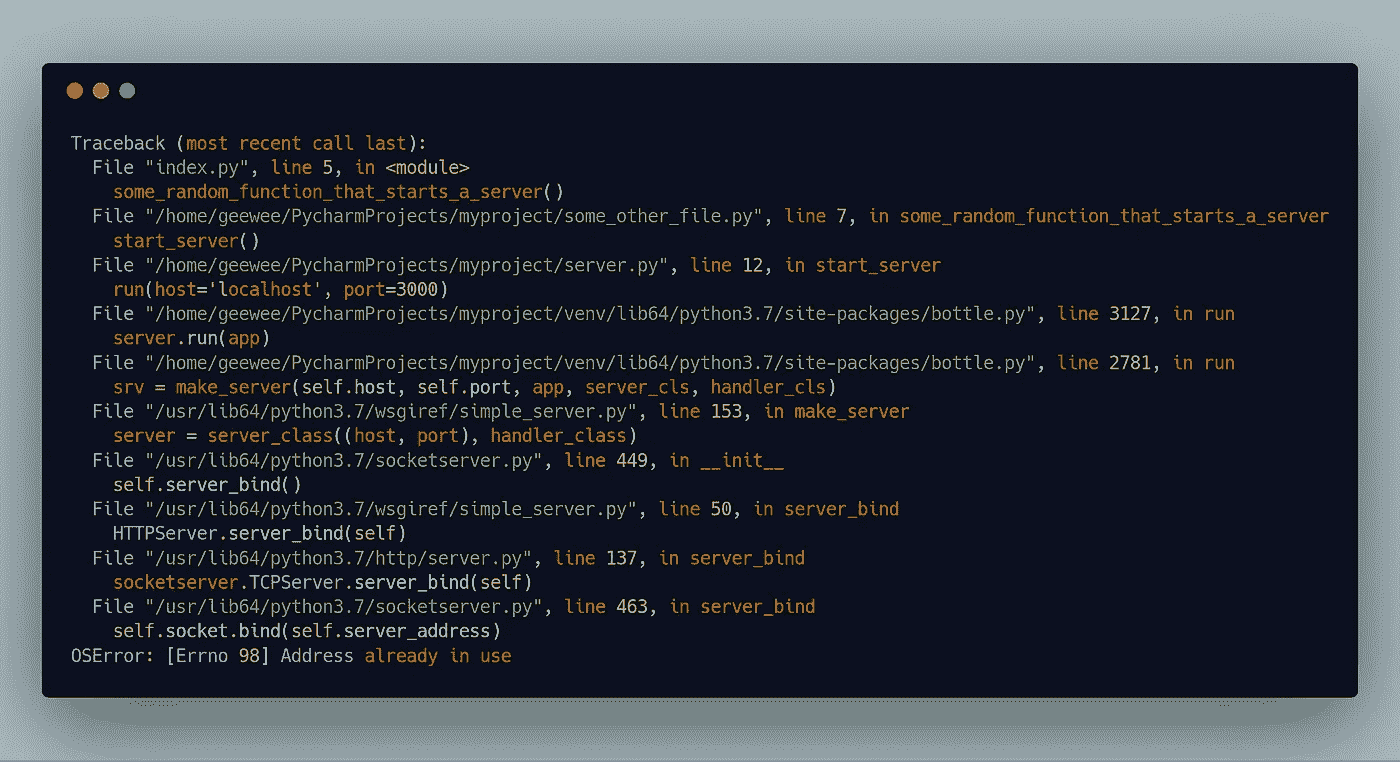 Traceback (most recent call last):
  File "index.py", line 5, in <module>
    some_random_function_that_starts_a_server()
  File "/home/geewee/PycharmProjects/myproject/some_other_file.py", line 7, in some_random_function_that_starts_a_server
    start_server()
  File "/home/geewee/PycharmProjects/myproject/server.py", line 12, in start_server
    run(host='localhost', port=3000)
  File "/home/geewee/PycharmProjects/myproject/venv/lib64/python3.7/site-packages/bottle.py", line 3127, in run
    server.run(app)
  File "/home/geewee/PycharmProjects/myproject/venv/lib64/python3.7/site-packages/bottle.py", line 2781, in run
    srv = make_server(self.host, self.port, app, server_cls, handler_cls)
  File "/usr/lib64/python3.7/wsgiref/simple_server.py", line 153, in make_server
    server = server_class((host, port), handler_class)
  File "/usr/lib64/python3.7/socketserver.py", line 449, in __init__
    self.server_bind()
  File "/usr/lib64/python3.7/wsgiref/simple_server.py", line 50, in server_bind
    HTTPServer.server_bind(self)
  File "/usr/lib64/python3.7/http/server.py", line 137, in server_bind
    socketserver.TCPServer.server_bind(self)
  File "/usr/lib64/python3.7/socketserver.py", line 463, in server_bind
    self.socket.bind(self.server_address)
OSError: [Errno 98] Address already in use